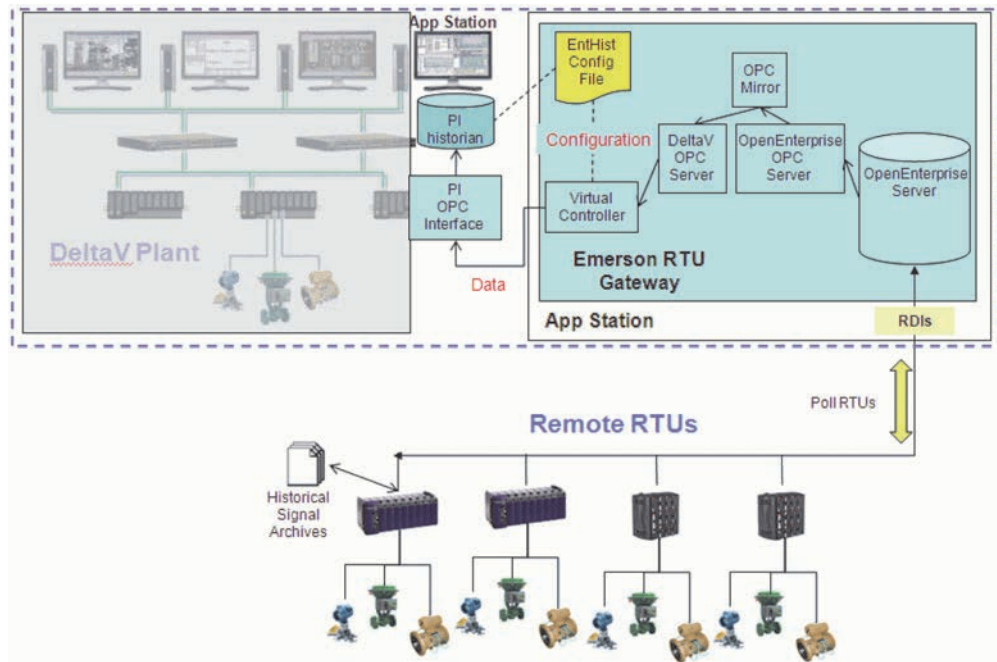 App Station
PI
historian
PI
OPC
Interface
DeltaV Plant
EntHist
Config
File
Configuration
OPC
Mirror
DeltaV
OPC
Server
OpenEnterprise
OPC
Server
OpenEnterprise
Server
Virtual
Controller
Emerson RTU
Gateway
Data
App Station
RDIs
Poll RTUs
Remote RTUs
Historical
Signal
Archives